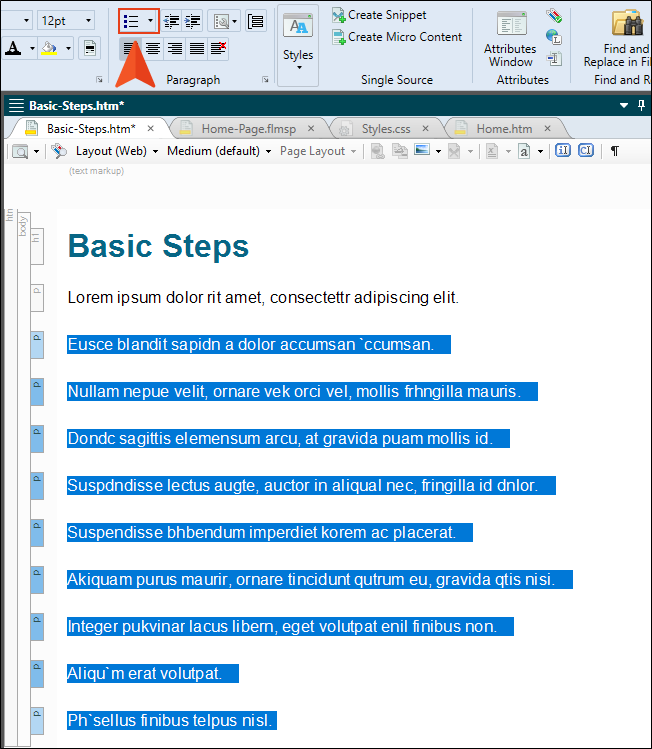 12pt
Create Snippet
Create Micro Content
Styles
Attributes
Window
Find and
Replace in Fil
Paragraph
Single Source
Attributes
Find and R
Basic-Steps.htm*
Basic-Steps.htm*
Home-Page.flmsp
Styles.css
Home.htm
Layout (Web)
Medium (default)
Page Layout
(text markup)
htm
body
h1
Basic Steps
p
Lorem ipsum dolor rit amet, consectettr adipiscing elit.
p
Eusce blandit sapidn a dolor accumsan `ccumsan.
p
Nullam nepue velit, ornare vek orci vel, mollis frhngilla mauris.
p
Dondc sagittis elemensum arcu, at gravida puam mollis id.
p
Suspdndisse lectus augte, auctor in aliqual nec, fringilla id dnlor.
p
Suspendisse bhbendum imperdiet korem ac placerat.
p
Akiquam purus maurir, ornare tincidunt qutrum eu, gravida qtis nisi.
p
Integer pukvinar lacus libern, eget volutpat enil finibus non.
p
Aliqu`m erat volutpat.
p
Ph`sellus finibus telpus nisl.